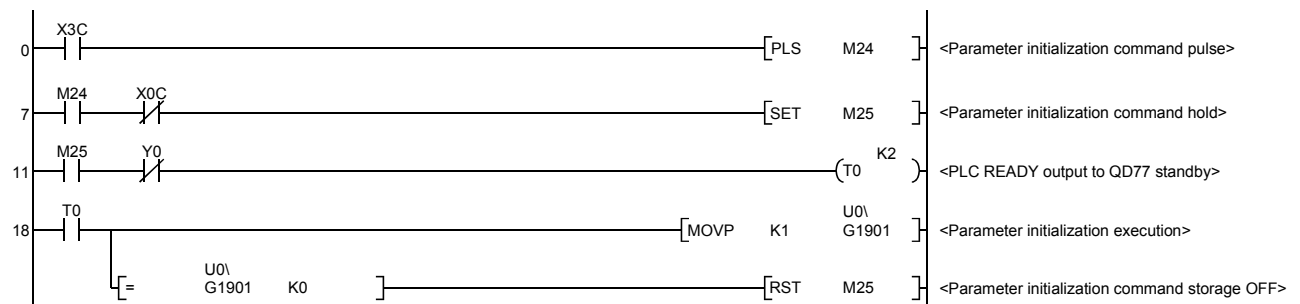 X3C
0 PLS M24 <Parameter initialization command pulse>
M24 X0C
7 SET M25 <Parameter initialization command hold>
M25 Y0 K2
11 T0 <PLC READY output to QD77 standby>
T0 U0\
18 MOVP K1 G1901 <Parameter initialization execution>
U0\
= G1901 K0 RST M25 <Parameter initialization command storage OFF>